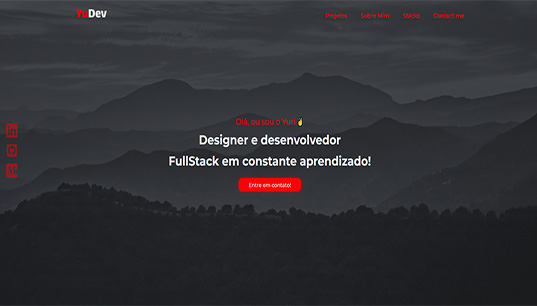 YuDev
Projetos Sobre Mim Stacks Contact me
Olá, eu sou o Yuri
Designer e desenvolvedor
FullStack em constante aprendizado!
Entre em contato!